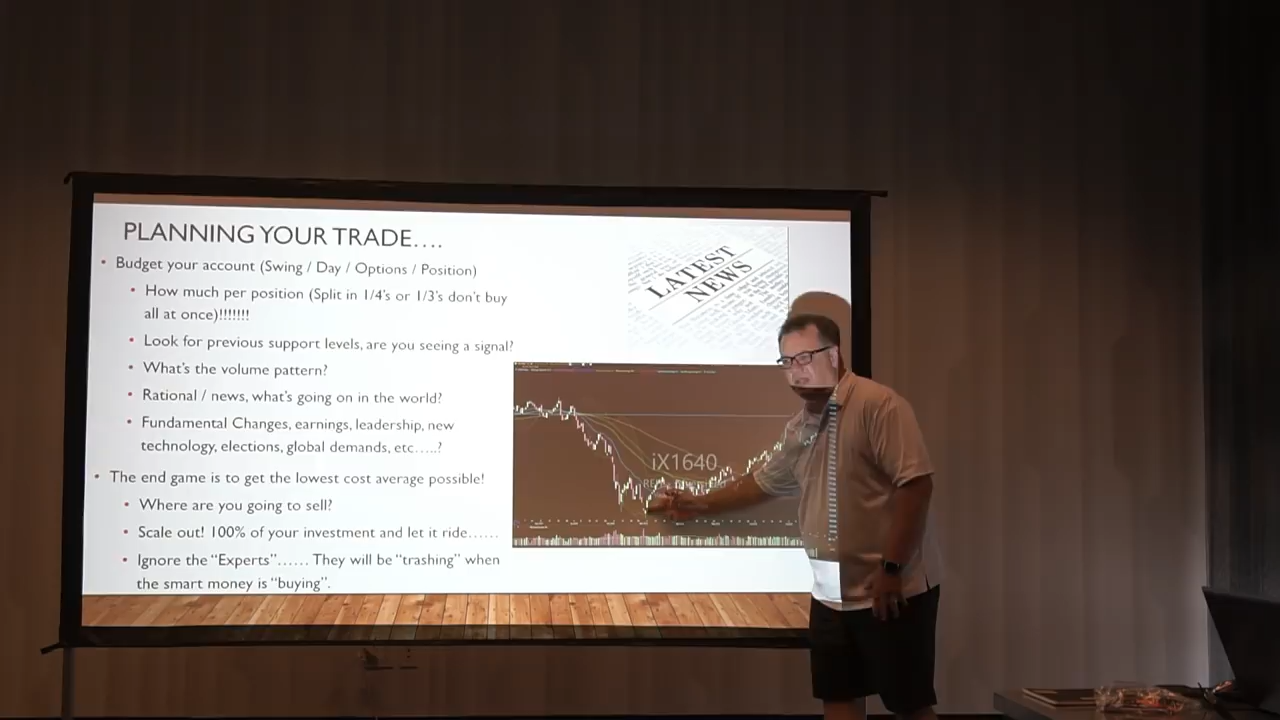 PLANNING YOUR TRADE....
• Budget your account (Swing / Day / Options / Position)
• How much per position (Split in 1/4's or 1/3's don't buy
all at once)!!!!!!!
• Look for previous support levels, are you seeing a signal?
• What's the volume pattern?
• Rational / news, what's going on in the world?
• Fundamental Changes, earnings, leadership, new
technology, elections, global demands, etc.....?
• The end game is to get the lowest cost average possible!
• Where are you going to sell?
• Scale out! 100% of your investment and let it ride......
• Ignore the "Experts"...... They will be "trashing" when
the smart money is "buying".
LATEST
NEWS
iX1640